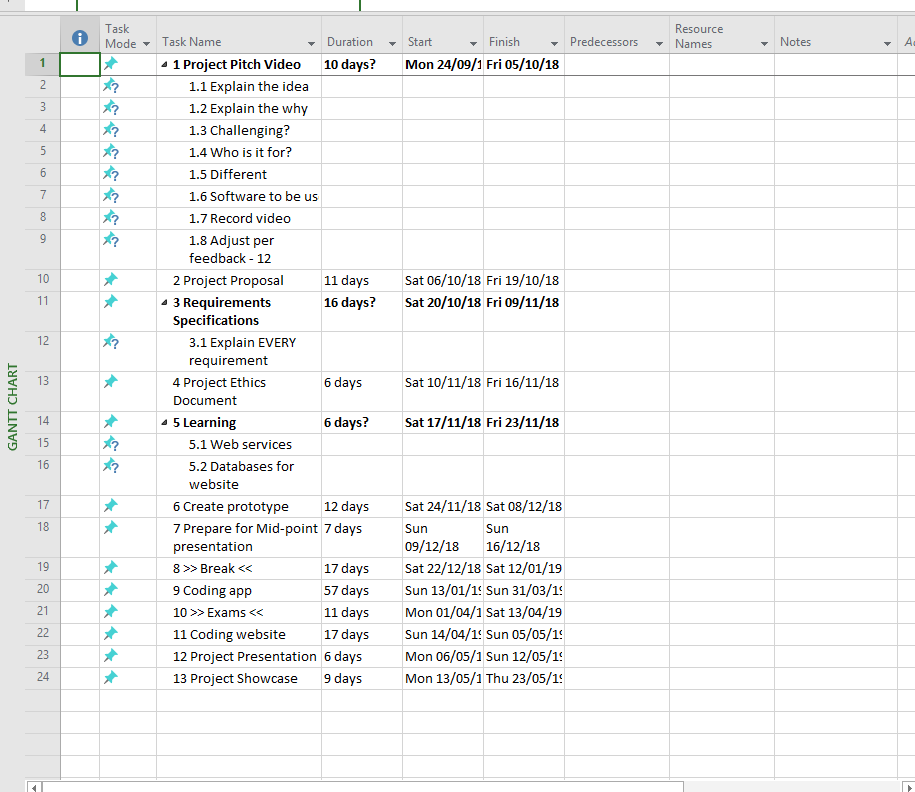 Task Mode Task Name Duration Start Finish Predecessors Resource Names Notes
1 1 Project Pitch Video 10 days? Mon 24/09/1 Fri 05/10/18
2 1.1 Explain the idea
3 1.2 Explain the why
4 1.3 Challenging?
5 1.4 Who is it for?
6 1.5 Different
7 1.6 Software to be us
8 1.7 Record video
9 1.8 Adjust per
feedback - 12
10 2 Project Proposal 11 days Sat 06/10/18 Fri 19/10/18
11 3 Requirements 16 days? Sat 20/10/18 Fri 09/11/18
Specifications
12 3.1 Explain EVERY
requirement
13 4 Project Ethics 6 days Sat 10/11/18 Fri 16/11/18
Document
14 5 Learning 6 days? Sat 17/11/18 Fri 23/11/18
15 5.1 Web services
16 5.2 Databases for
website
17 6 Create prototype 12 days Sat 24/11/18 Sat 08/12/18
18 7 Prepare for Mid-point 7 days Sun Sun
presentation 09/12/18 16/12/18
19 8 >> Break << 17 days Sat 22/12/18 Sat 12/01/19
20 9 Coding app 57 days Sun 13/01/19 Sun 31/03/19
21 10 >> Exams << 11 days Mon 01/04/1 Sat 13/04/19
22 11 Coding website 17 days Sun 14/04/19 Sun 05/05/19
23 12 Project Presentation 6 days Mon 06/05/1 Sun 12/05/19
24 13 Project Showcase 9 days Mon 13/05/1 Thu 23/05/19
GANTT CHART